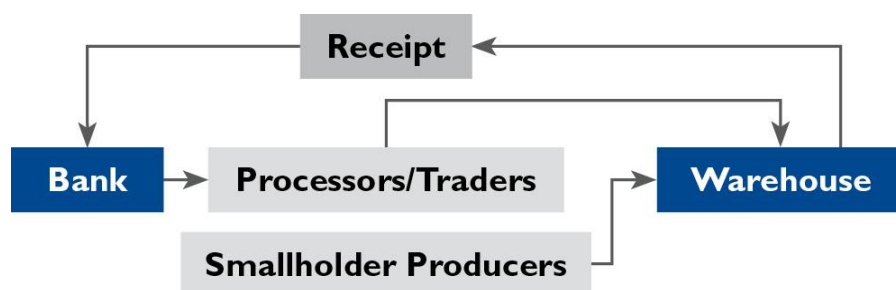 Receipt
Bank
Processors/Traders
Warehouse
Smallholder Producers